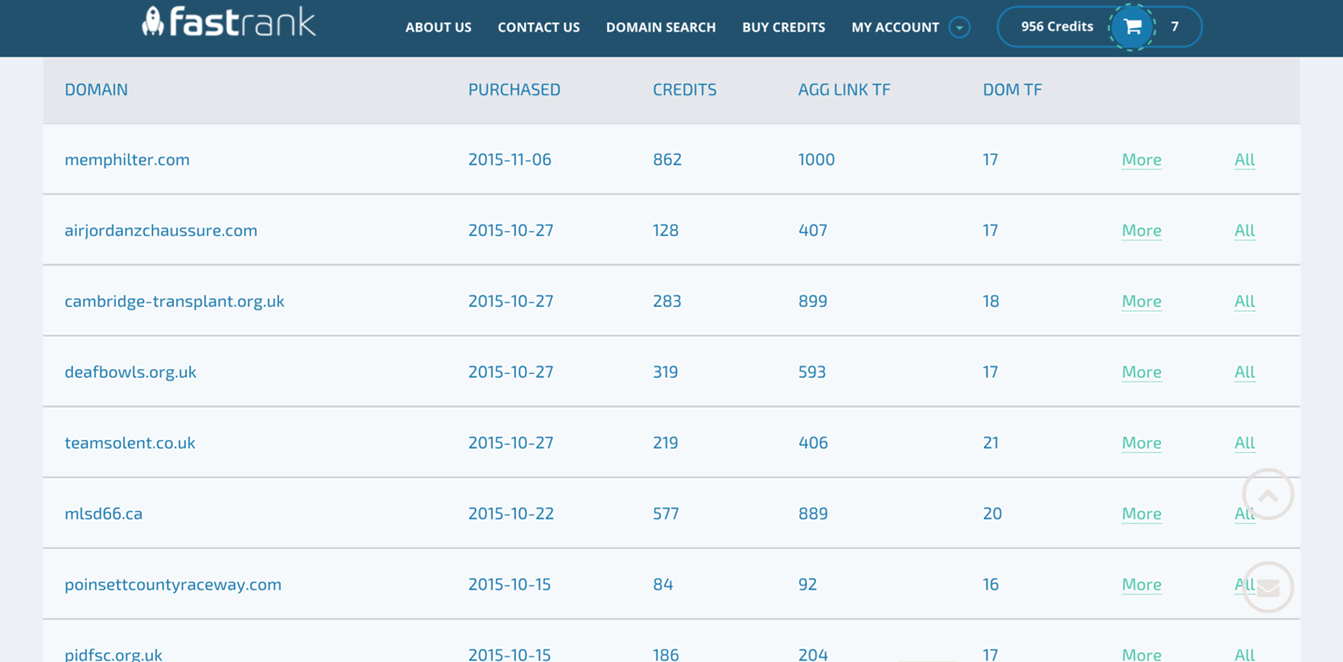 fastrank ABOUT US CONTACT US DOMAIN SEARCH BUY CREDITS MY ACCOUNT 956 Credits 7
DOMAIN PURCHASED CREDITS AGG LINK TF DOM TF
memphilter.com 2015-11-06 862 1000 17 More All
airjordanzchaussure.com 2015-10-27 128 407 17 More All
cambridge-transplant.org.uk 2015-10-27 283 899 18 More All
deafbowls.org.uk 2015-10-27 319 593 17 More All
teamsolent.co.uk 2015-10-27 219 406 21 More All
mlsd66.ca 2015-10-22 577 889 20 More All
poinsettcountyraceway.com 2015-10-15 84 92 16 More All
pidfsc.org.uk 2015-10-15 186 204 17 More All